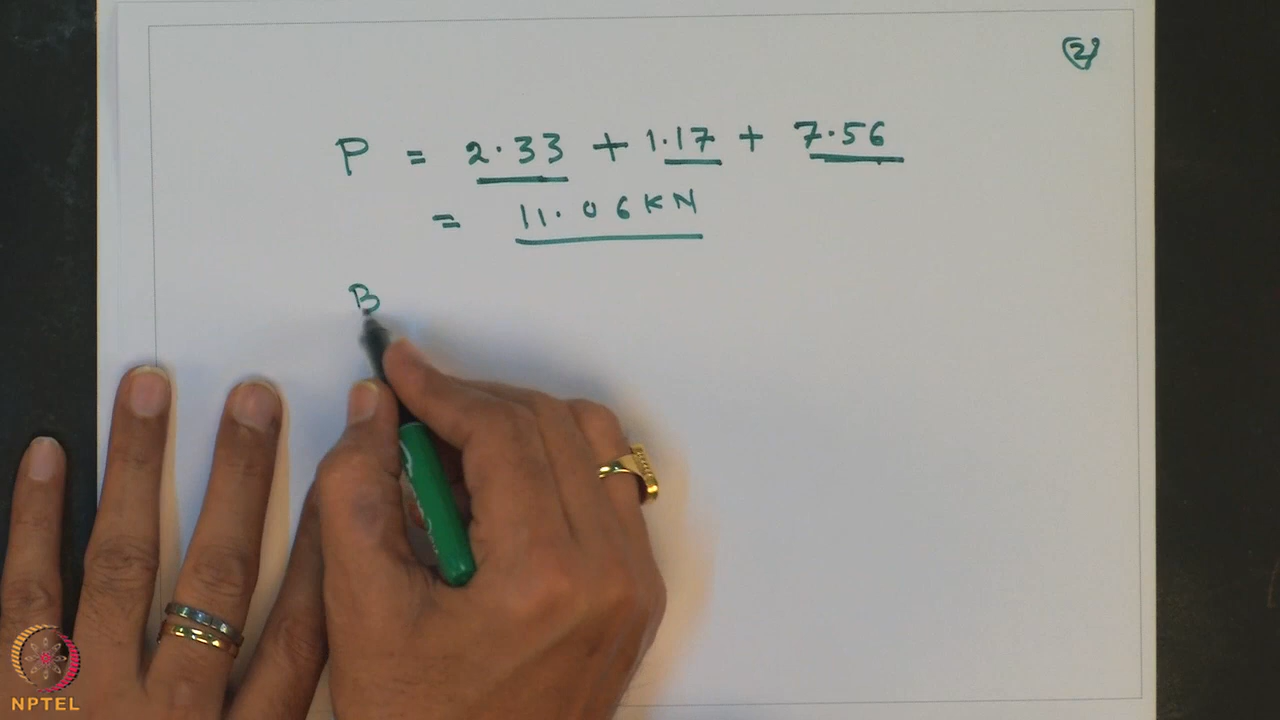 2
P = 2.33 + 1.17 + 7.56
= 11.06 KN
B
NPTEL